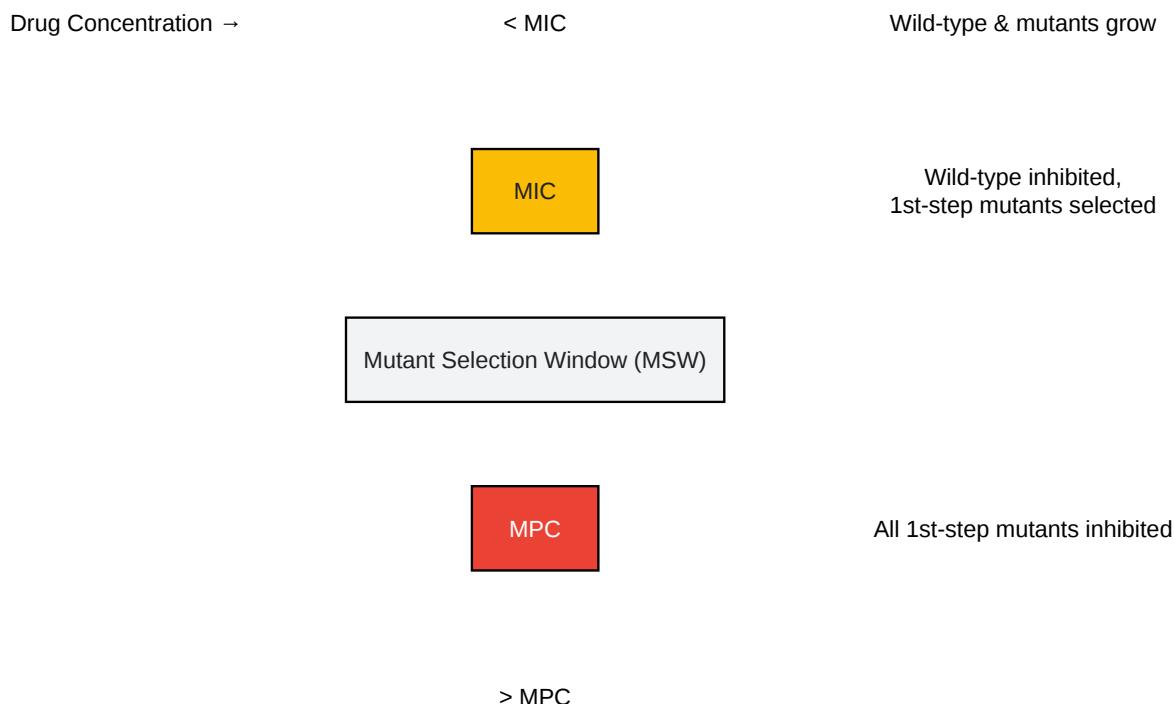 Drug Concentration →
< MIC
Wild-type & mutants grow
MIC
Wild-type inhibited,
1st-step mutants selected
Mutant Selection Window (MSW)
MPC
All 1st-step mutants inhibited
> MPC